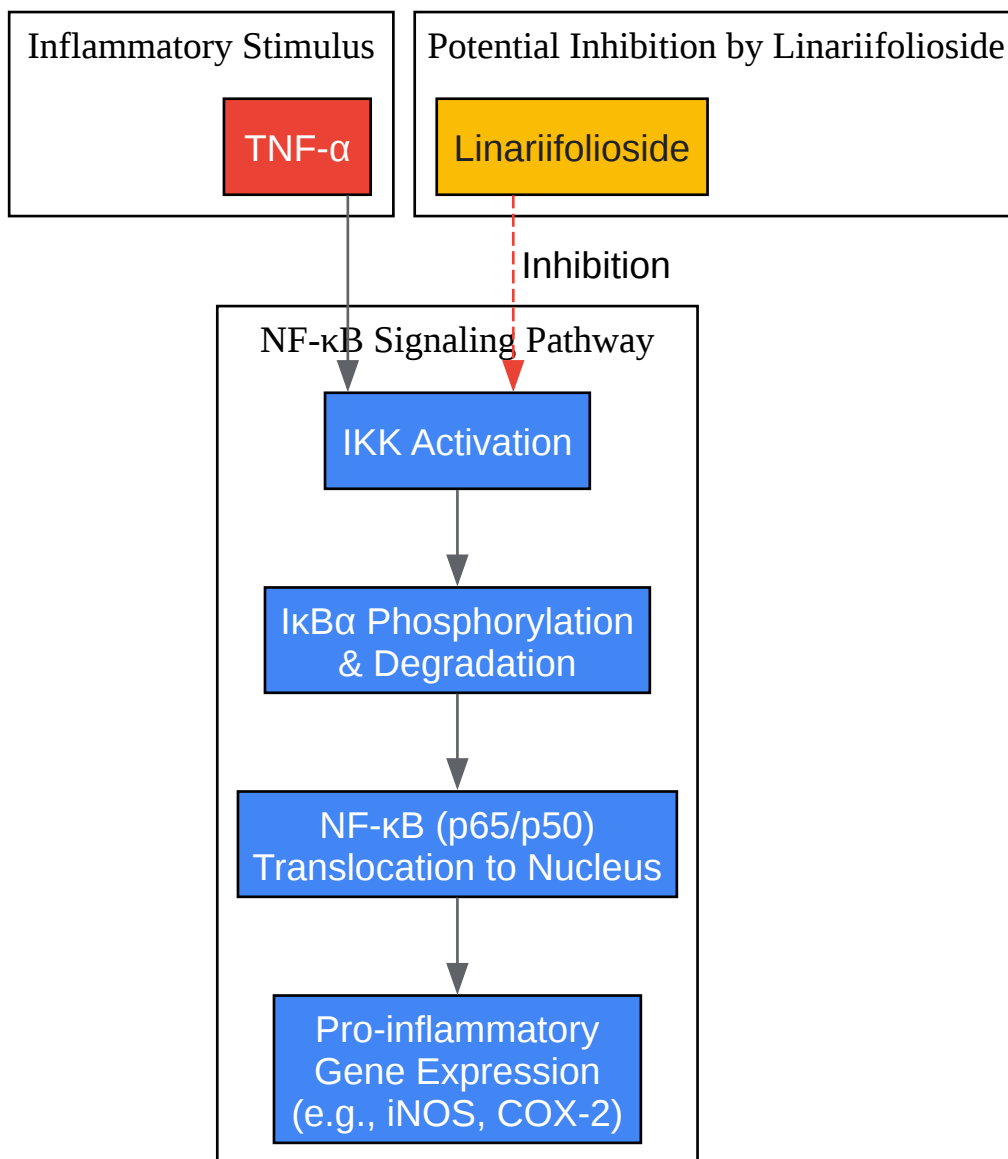 Inflammatory Stimulus
Potential Inhibition by Linariifolioside
TNF-α
Linariifolioside
Inhibition
NF-κB Signaling Pathway
IKK Activation
IκBα Phosphorylation
& Degradation
NF-κB (p65/p50)
Translocation to Nucleus
Pro-inflammatory
Gene Expression
(e.g., iNOS, COX-2)